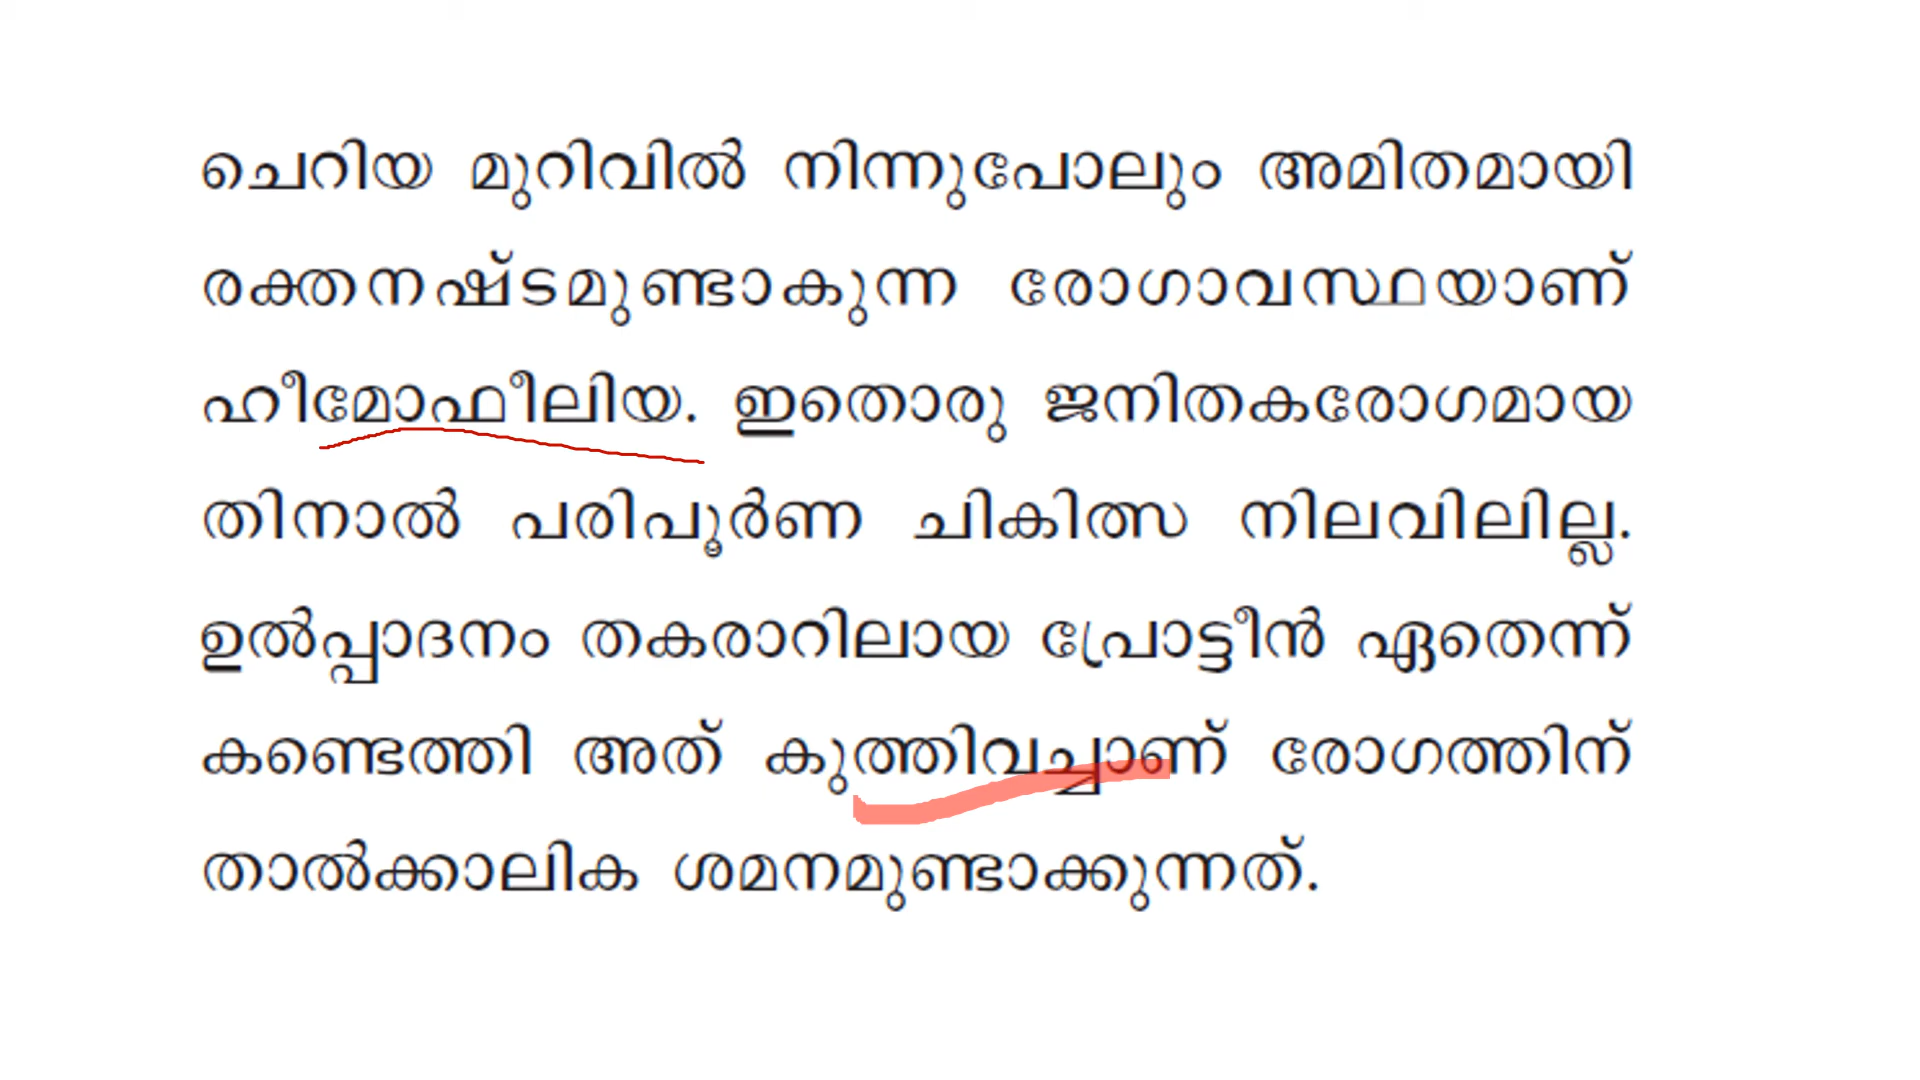 ചെറിയ മുറിവിൽ നിന്നുപോലും അമിതമായി
രക്തനഷ്ടമുണ്ടാകുന്ന രോഗാവസ്ഥയാണ്
ഹീമോഫീലിയ. ഇതൊരു ജനിതകരോഗമായ
തിനാൽ പരിപൂർണ ചികിത്സ നിലവിലില്ല.
ഉൽപ്പാദനം തകരാറിലായ പ്രോട്ടീൻ ഏതെന്ന്
കണ്ടെത്തി അത് കുത്തിവച്ചാണ് രോഗത്തിന്
താൽക്കാലിക ശമനമുണ്ടാക്കുന്നത്.